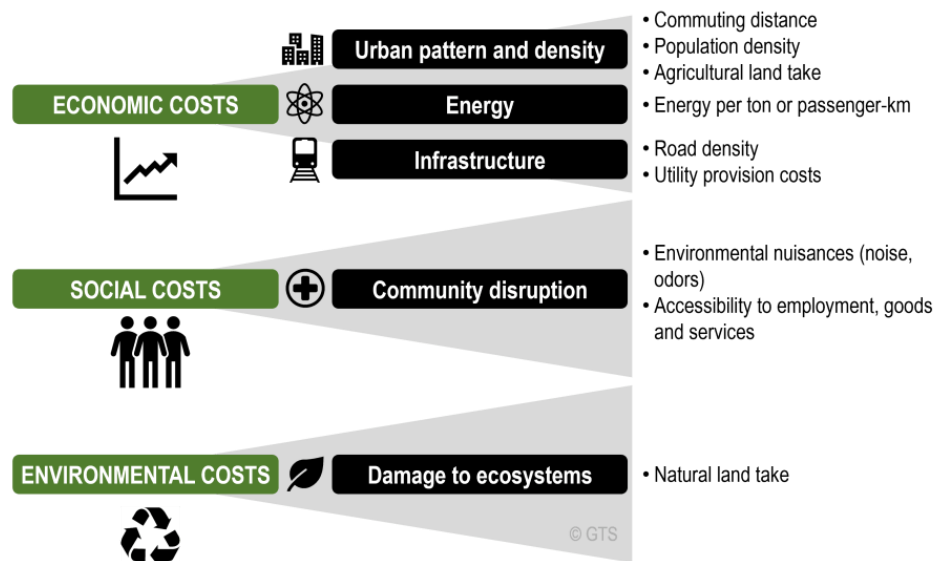 • Commuting distance
Urban pattern and density
• Population density
• Agricultural land take
ECONOMIC COSTS
Energy
• Energy per ton or passenger-km
Infrastructure
• Road density
• Utility provision costs
SOCIAL COSTS
Community disruption
• Environmental nuisances (noise,
odors)
• Accessibility to employment, goods
and services
ENVIRONMENTAL COSTS
Damage to ecosystems
• Natural land take
© GTS